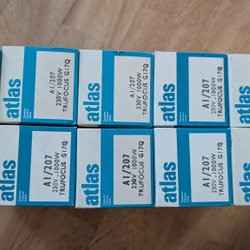 atlas
A1/207
230V 1000W
TRUFOCUS G17Q
atlas
A1/207
230V·1000W
TRUFOCUS G17Q
atlas
A1/207
230V·1000W
TRUFOCUS G17Q
atlas
A1/207
230V-1000W
TRUFOCUS G17Q
atlas
A1/207
230V-1000W
TRUFOCUS G17Q
atlas
A1/207
230V-1000W
TRUFOCUS G17Q